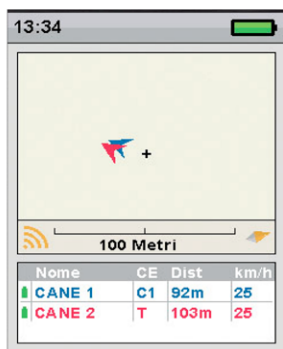 13:34
100 Metri
Nome CE Dist km/h
CANE 1 C1 92m 25
CANE 2 T 103m 25